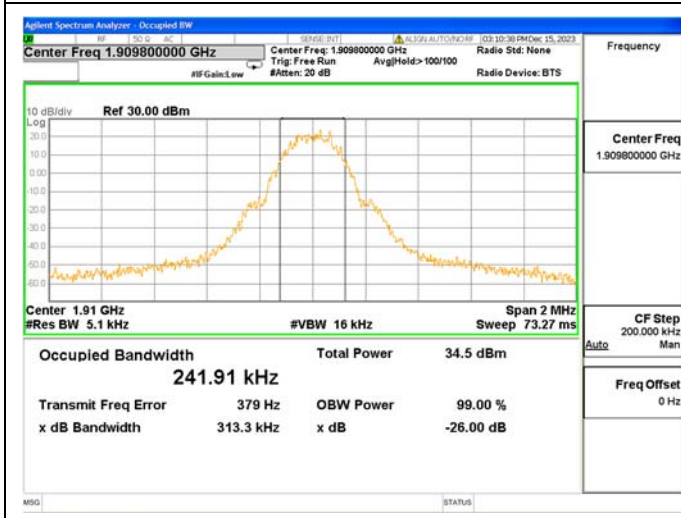 Agilent Spectrum Analyzer - Occupied BW
RF 50 Ω AC SENSE:INT ALIGN AUTO/NO RF 03:10:38 PM Dec 15, 2023
Center Freq 1.909800000 GHz
Center Freq: 1.909800000 GHz Radio Std: None
Trig: Free Run Avg|Hold:>100/100
#IFGain:Low #Atten: 20 dB Radio Device: BTS
10 dB/div Ref 30.00 dBm
Log
20.0
10.0
0.00
-10.0
-20.0
-30.0
-40.0
-50.0
-60.0
Center 1.91 GHz Span 2 MHz
#Res BW 5.1 kHz #VBW 16 kHz Sweep 73.27 ms
Occupied Bandwidth Total Power 34.5 dBm
241.91 kHz
Transmit Freq Error 379 Hz OBW Power 99.00 %
x dB Bandwidth 313.3 kHz x dB -26.00 dB
MSG STATUS
Frequency
Center Freq
1.909800000 GHz
CF Step
200.000 kHz
Auto Man
Freq Offset
0 Hz